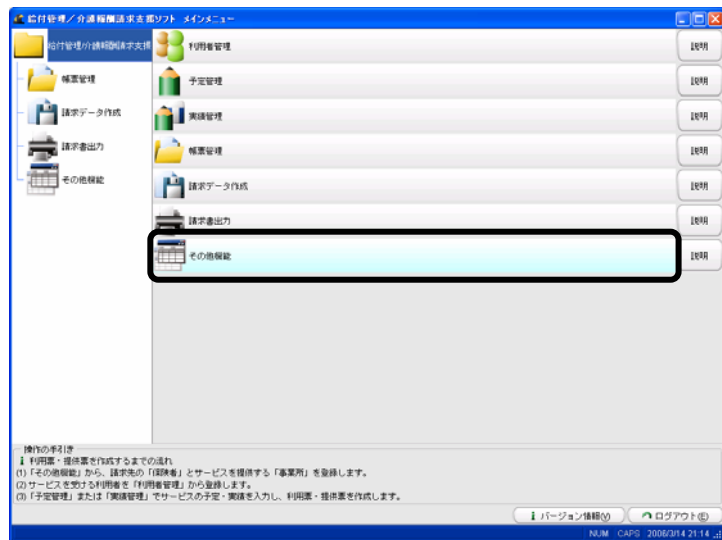 給付管理／介護報酬請求支援ソフト メインメニュー
給付管理/介護報酬請求支援
帳票管理
請求データ作成
請求書出力
その他機能
利用者管理 説明
予定管理 説明
実績管理 説明
帳票管理 説明
請求データ作成 説明
請求書出力 説明
その他機能 説明
操作の手引き
利用票・提供票を作成するまでの流れ
(1)「その他機能」から、請求先の「保険者」とサービスを提供する「事業所」を登録します。
(2)サービスを受ける利用者を「利用者管理」から登録します。
(3)「予定管理」または「実績管理」でサービスの予定・実績を入力し、利用票・提供票を作成します。
バージョン情報(V) ログアウト(E)
NUM CAPS 2008/3/14 21:14